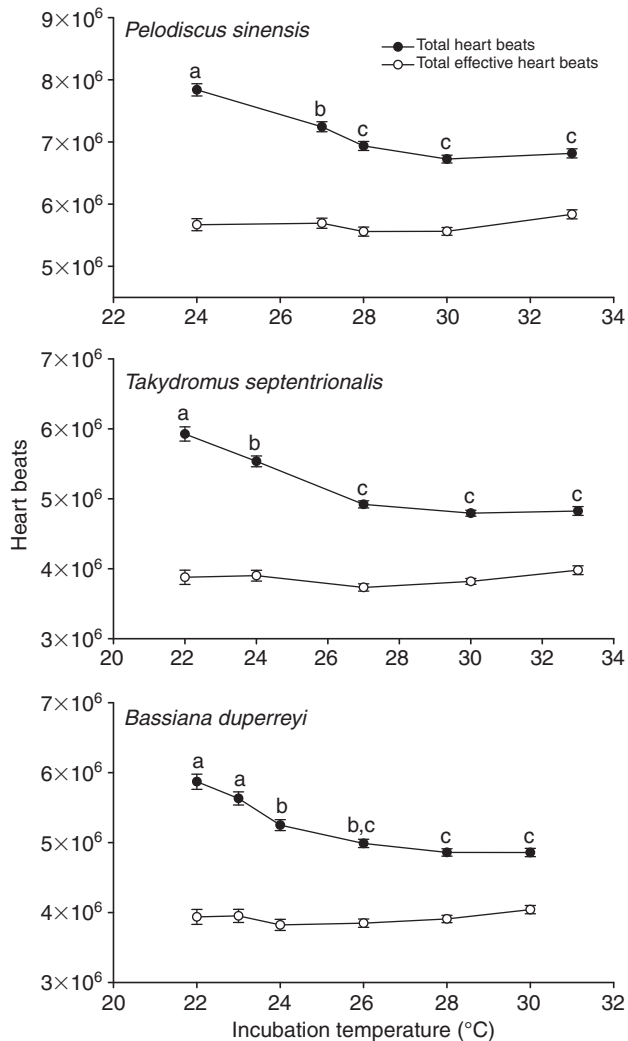 9×10⁶
Pelodiscus sinensis
Total heart beats
Total effective heart beats
8×10⁶
7×10⁶
6×10⁶
5×10⁶
a
b
c
c
c
22 24 26 28 30 32 34
7×10⁶
Takydromus septentrionalis
6×10⁶
5×10⁶
4×10⁶
3×10⁶
a
b
c
c
c
20 22 24 26 28 30 32 34
Heart beats
7×10⁶
Bassiana duperreyi
6×10⁶
5×10⁶
4×10⁶
3×10⁶
a
a
b
b,c
c
c
20 22 24 26 28 30 32
Incubation temperature (°C)